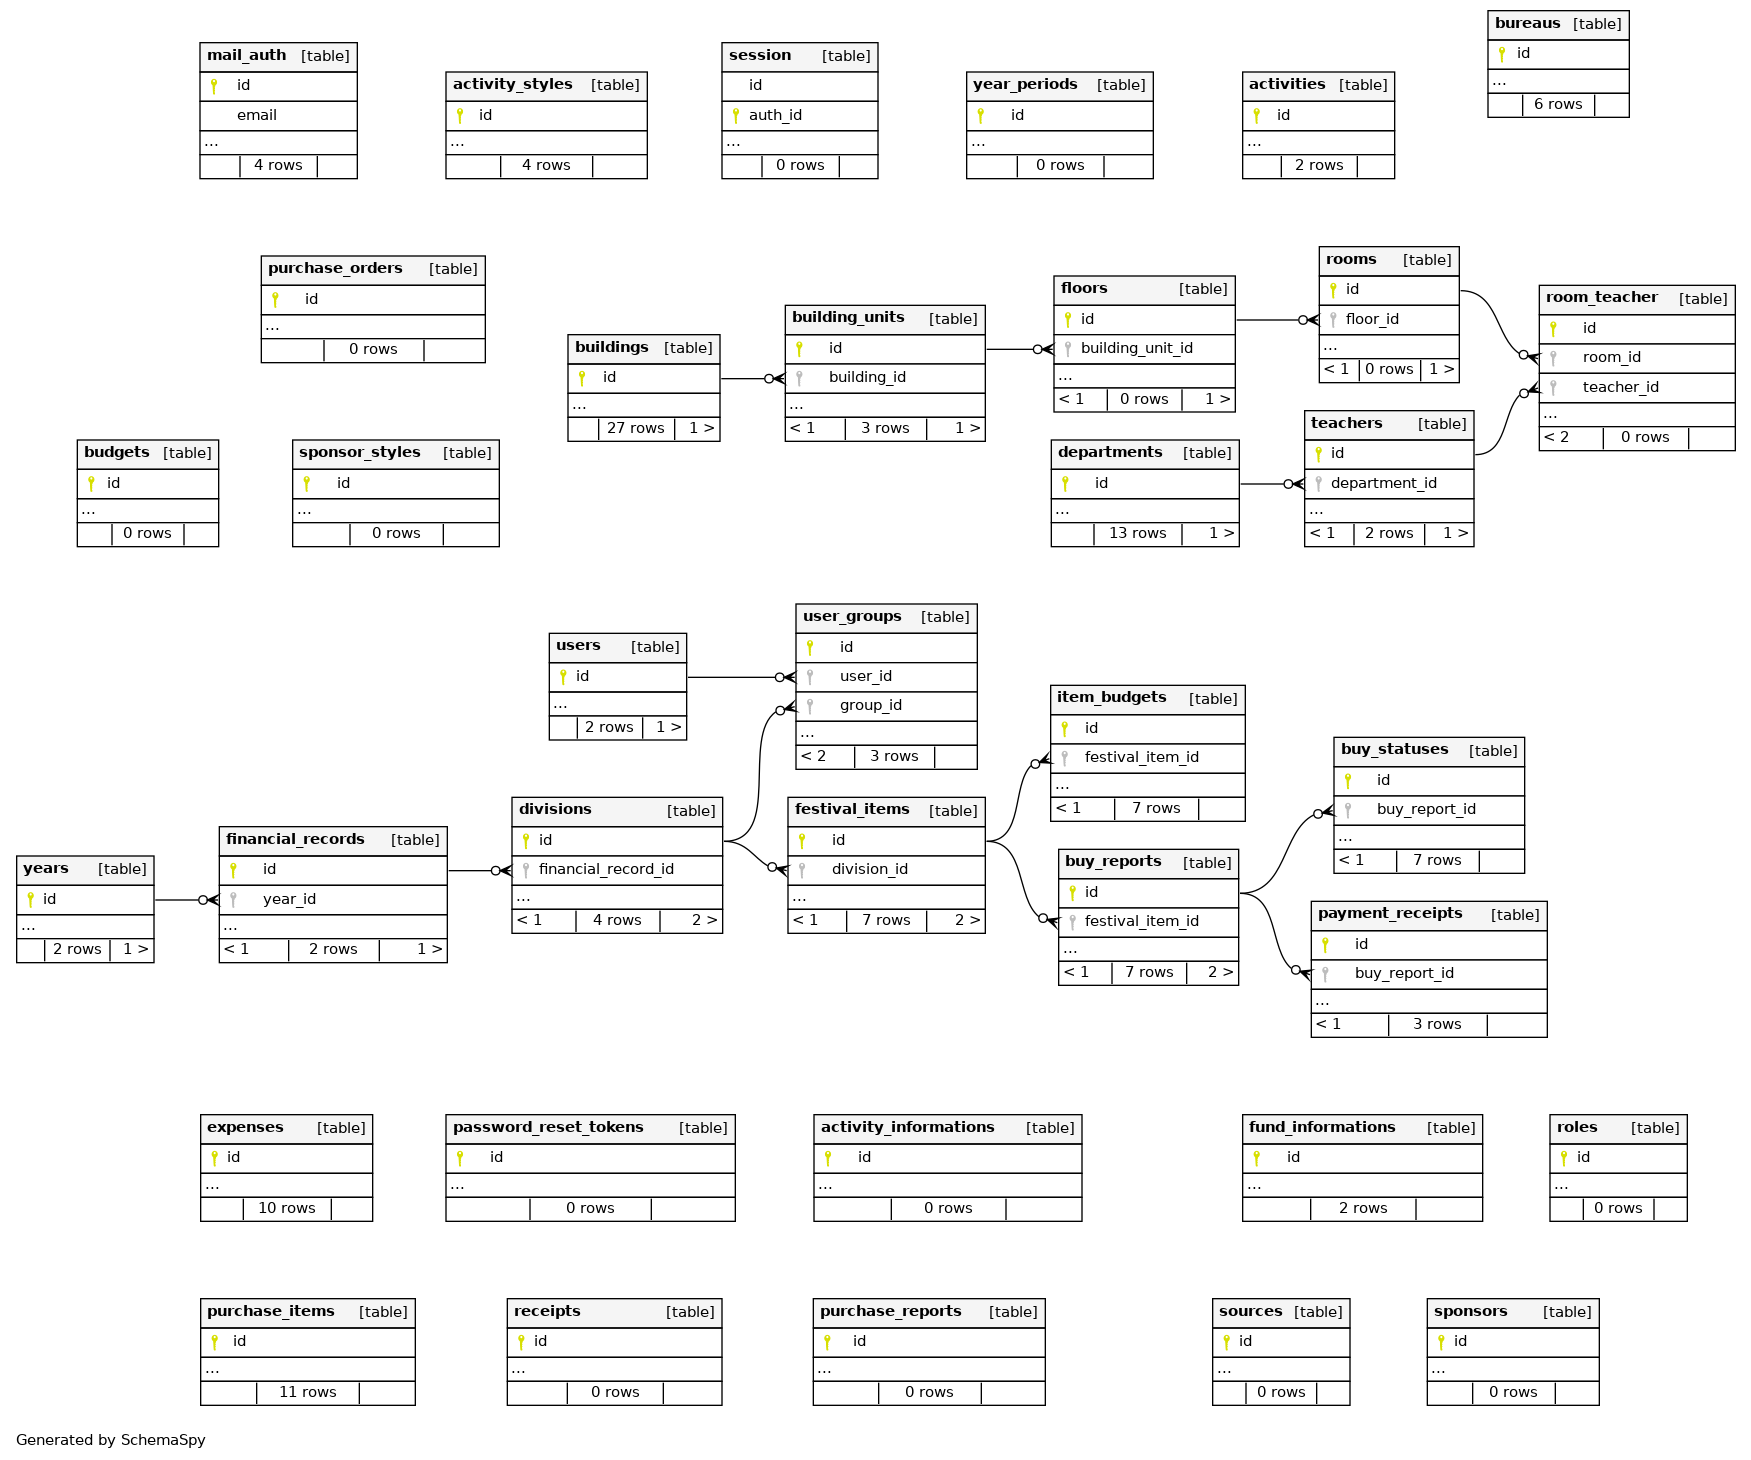 bureaus [table]
id
...
6 rows
mail_auth [table]
id
email
...
4 rows
activity_styles [table]
id
...
4 rows
session [table]
id
auth_id
...
0 rows
year_periods [table]
id
...
0 rows
activities [table]
id
...
2 rows
purchase_orders [table]
id
...
0 rows
buildings [table]
id
...
27 rows 1 >
building_units [table]
id
building_id
...
< 1 3 rows 1 >
floors [table]
id
building_unit_id
...
< 1 0 rows 1 >
rooms [table]
id
floor_id
...
< 1 0 rows 1 >
room_teacher [table]
id
room_id
teacher_id
...
< 2 0 rows
budgets [table]
id
...
0 rows
sponsor_styles [table]
id
...
0 rows
departments [table]
id
...
13 rows 1 >
teachers [table]
id
department_id
...
< 1 2 rows 1 >
users [table]
id
...
2 rows 1 >
user_groups [table]
id
user_id
group_id
...
< 2 3 rows
item_budgets [table]
id
festival_item_id
...
< 1 7 rows
buy_statuses [table]
id
buy_report_id
...
< 1 7 rows
years [table]
id
...
2 rows 1 >
financial_records [table]
id
year_id
...
< 1 2 rows 1 >
divisions [table]
id
financial_record_id
...
< 1 4 rows 2 >
festival_items [table]
id
division_id
...
< 1 7 rows 2 >
buy_reports [table]
id
festival_item_id
...
< 1 7 rows 2 >
payment_receipts [table]
id
buy_report_id
...
< 1 3 rows
expenses [table]
id
...
10 rows
password_reset_tokens [table]
id
...
0 rows
activity_informations [table]
id
...
0 rows
fund_informations [table]
id
...
2 rows
roles [table]
id
...
0 rows
purchase_items [table]
id
...
11 rows
receipts [table]
id
...
0 rows
purchase_reports [table]
id
...
0 rows
sources [table]
id
...
0 rows
sponsors [table]
id
...
0 rows
Generated by SchemaSpy